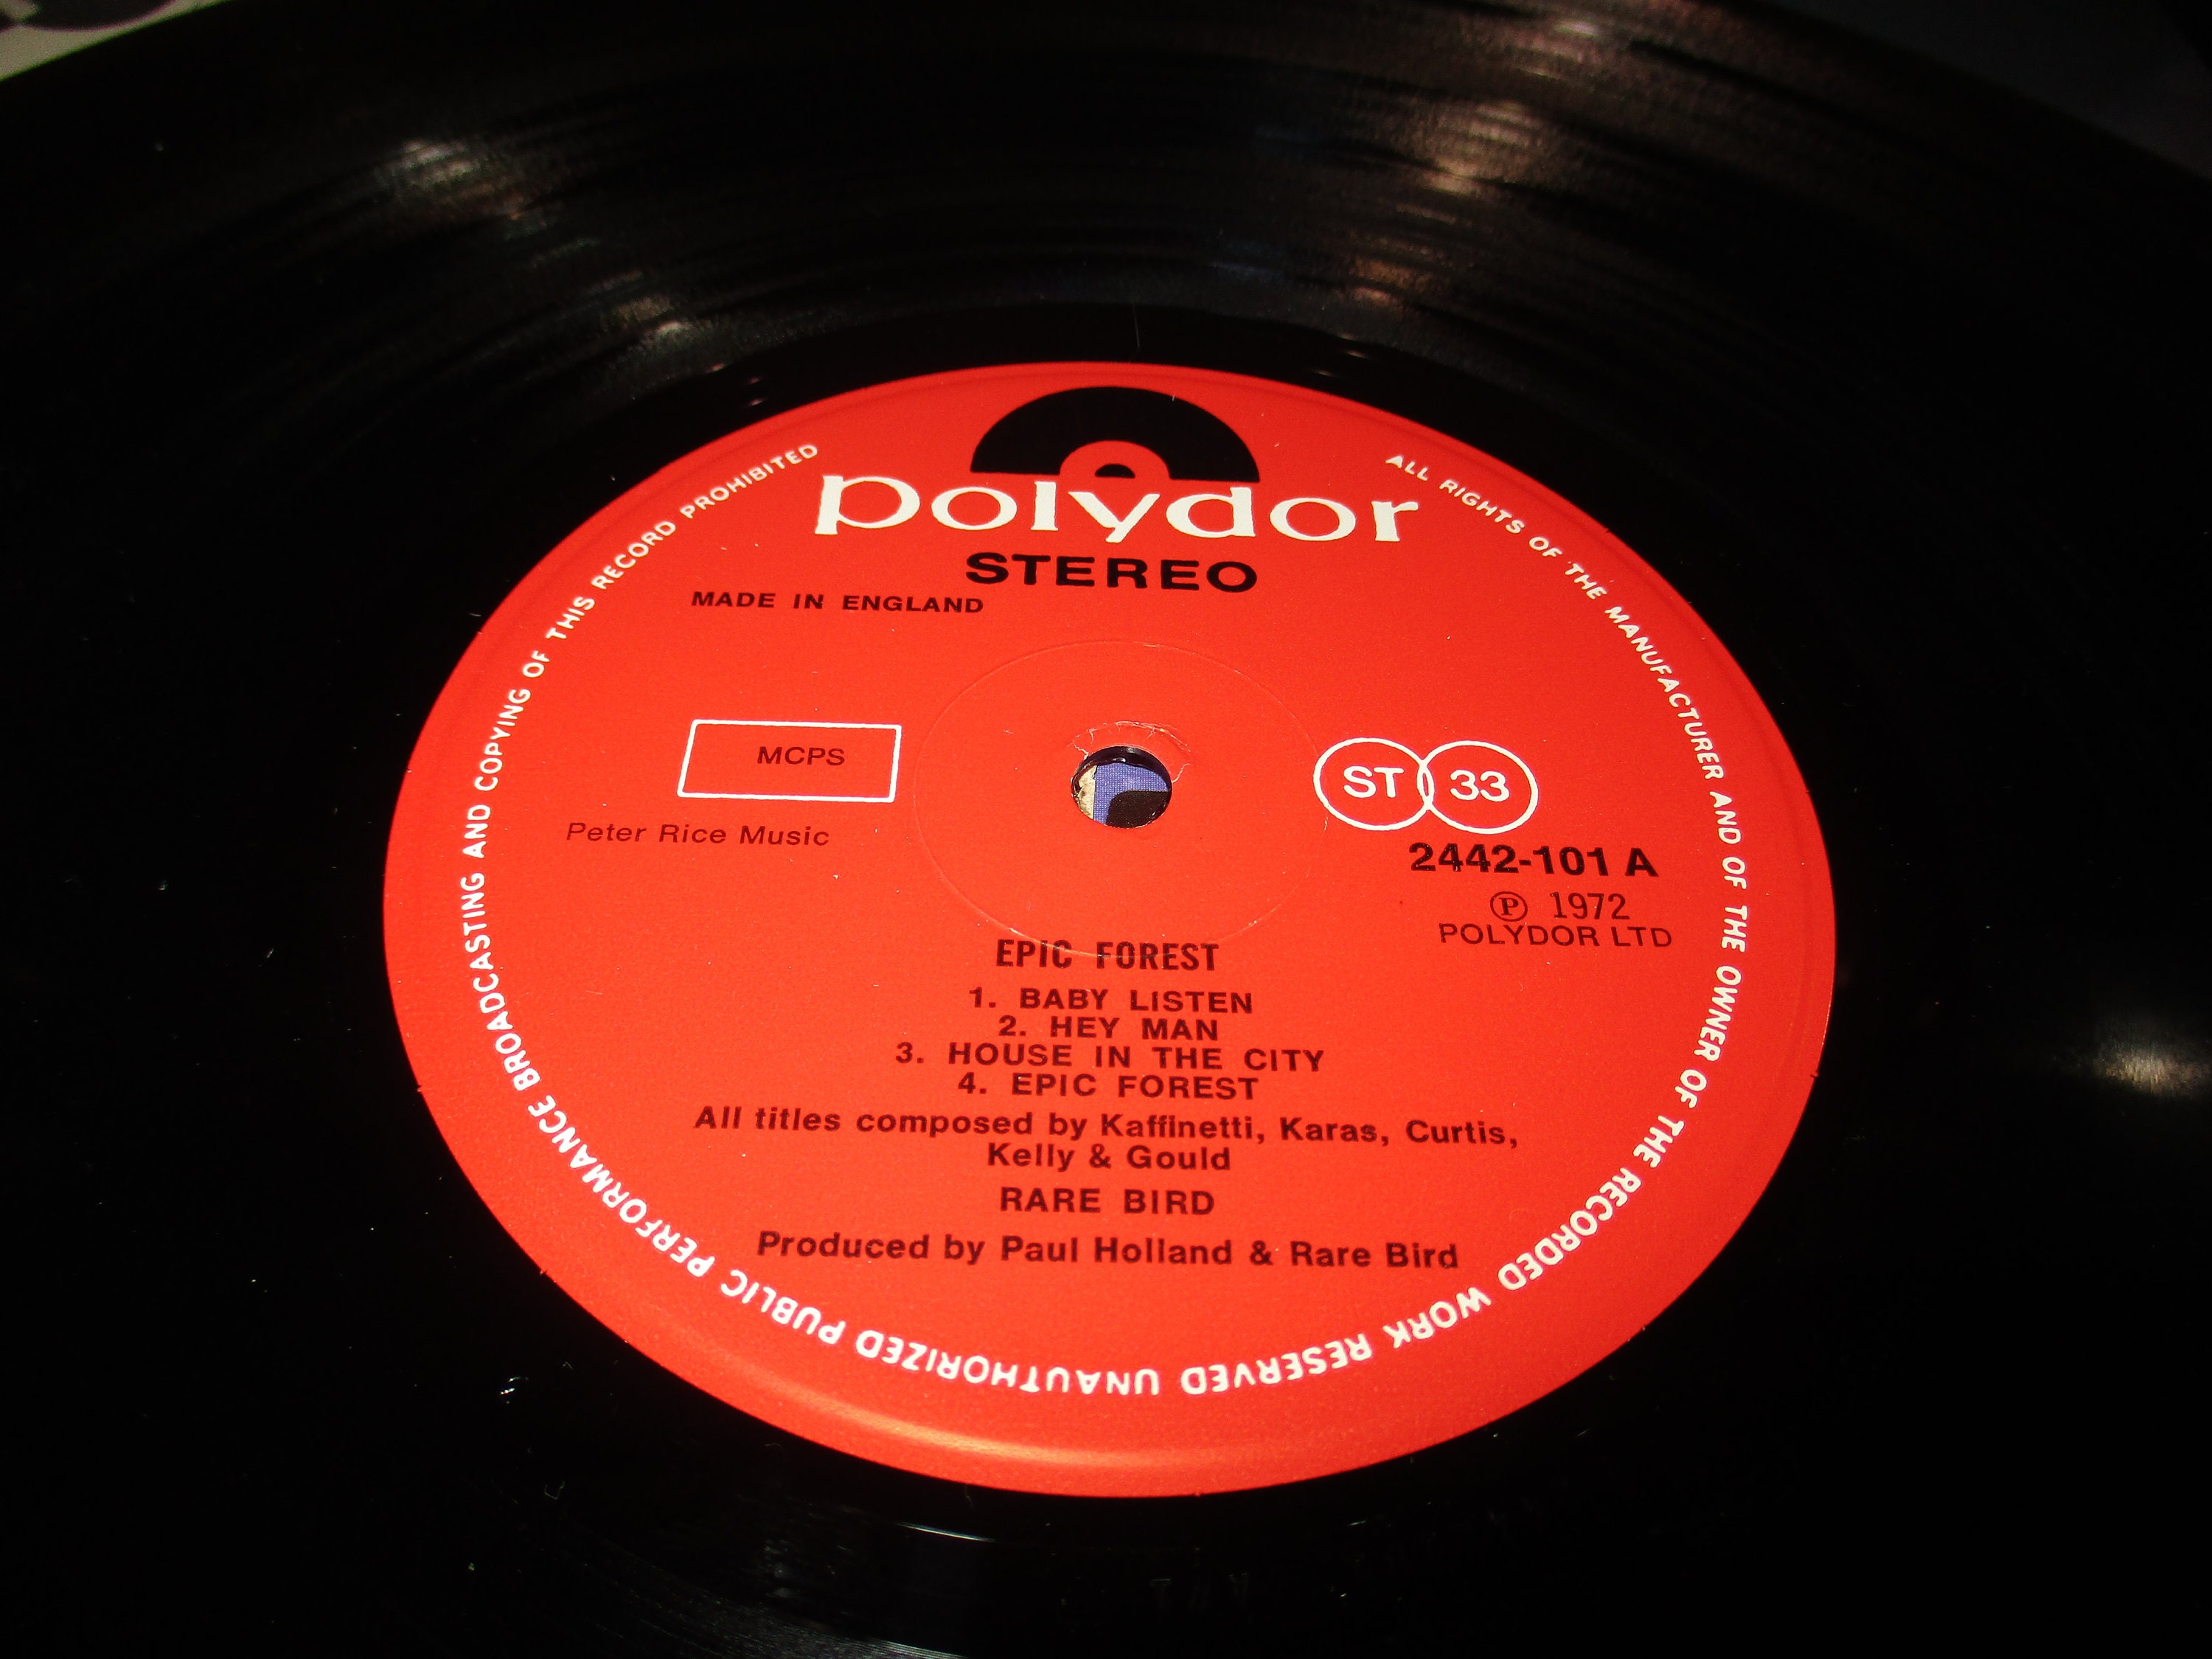 polydor
STEREO
MADE IN ENGLAND
MCPS
Peter Rice Music
ST 33
2442-101 A
Ⓟ 1972
POLYDOR LTD
EPIC FOREST
1. BABY LISTEN
2. HEY MAN
3. HOUSE IN THE CITY
4. EPIC FOREST
All titles composed by Kaffinetti, Karas, Curtis,
Kelly & Gould
RARE BIRD
Produced by Paul Holland & Rare Bird
ALL RIGHTS OF THE MANUFACTURER AND OF THE OWNER OF THE RECORDED WORK RESERVED UNAUTHORIZED PUBLIC PERFORMANCE BROADCASTING AND COPYING OF THIS RECORD PROHIBITED